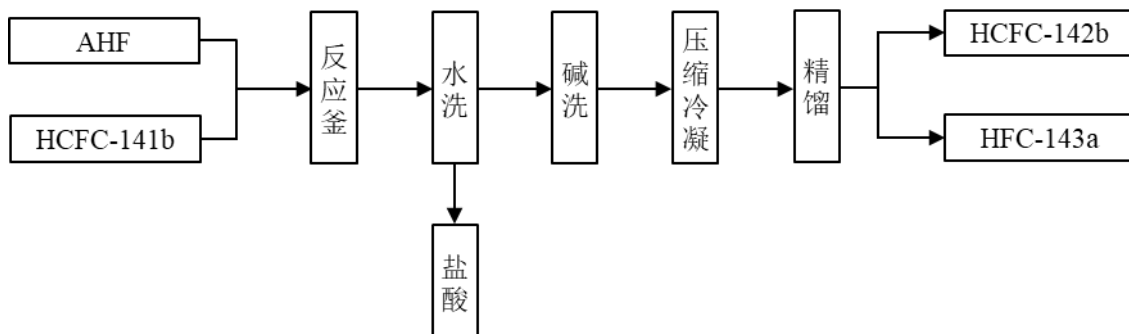 AHF
HCFC-141b
反应釜
水洗
碱洗
压缩冷凝
精馏
HCFC-142b
HFC-143a
盐酸